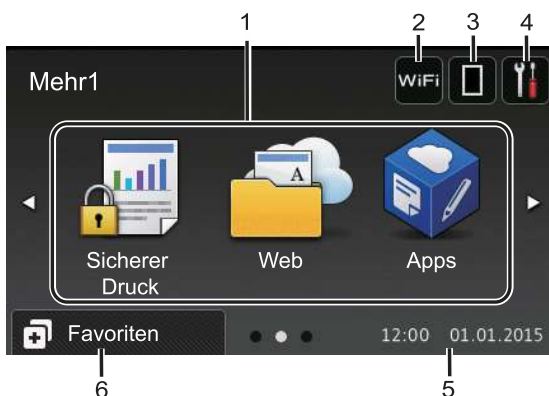 1 2 3 4
Mehr1 WiFi
A
Sicherer Druck
Web
Apps
Favoriten 12:00 01.01.2015
6 5